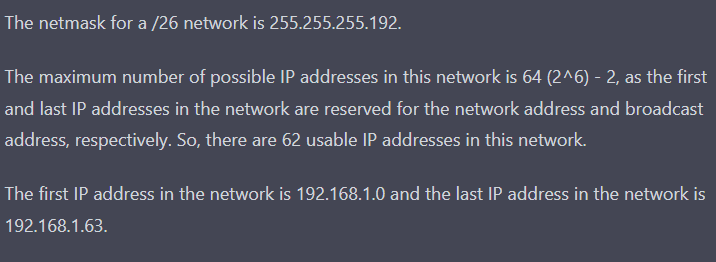 The netmask for a /26 network is 255.255.255.192.
The maximum number of possible IP addresses in this network is 64 (2^6) - 2, as the first
and last IP addresses in the network are reserved for the network address and broadcast
address, respectively. So, there are 62 usable IP addresses in this network.
The first IP address in the network is 192.168.1.0 and the last IP address in the network is
192.168.1.63.